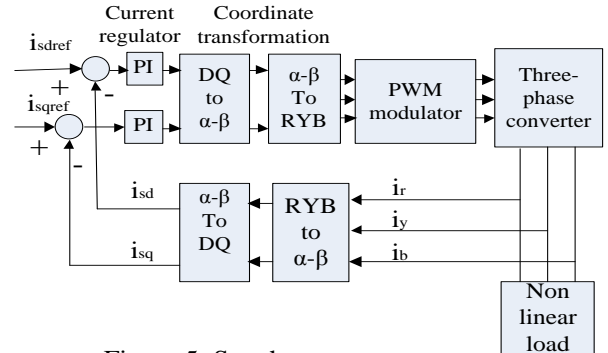 Current regulator
Coordinate transformation
isdref
+
-
PI
DQ to α-β
α-β To RYB
PWM modulator
Three-phase converter
isqref
+
-
PI
isd
isq
α-β To DQ
RYB to α-β
ir
iy
ib
Non linear load